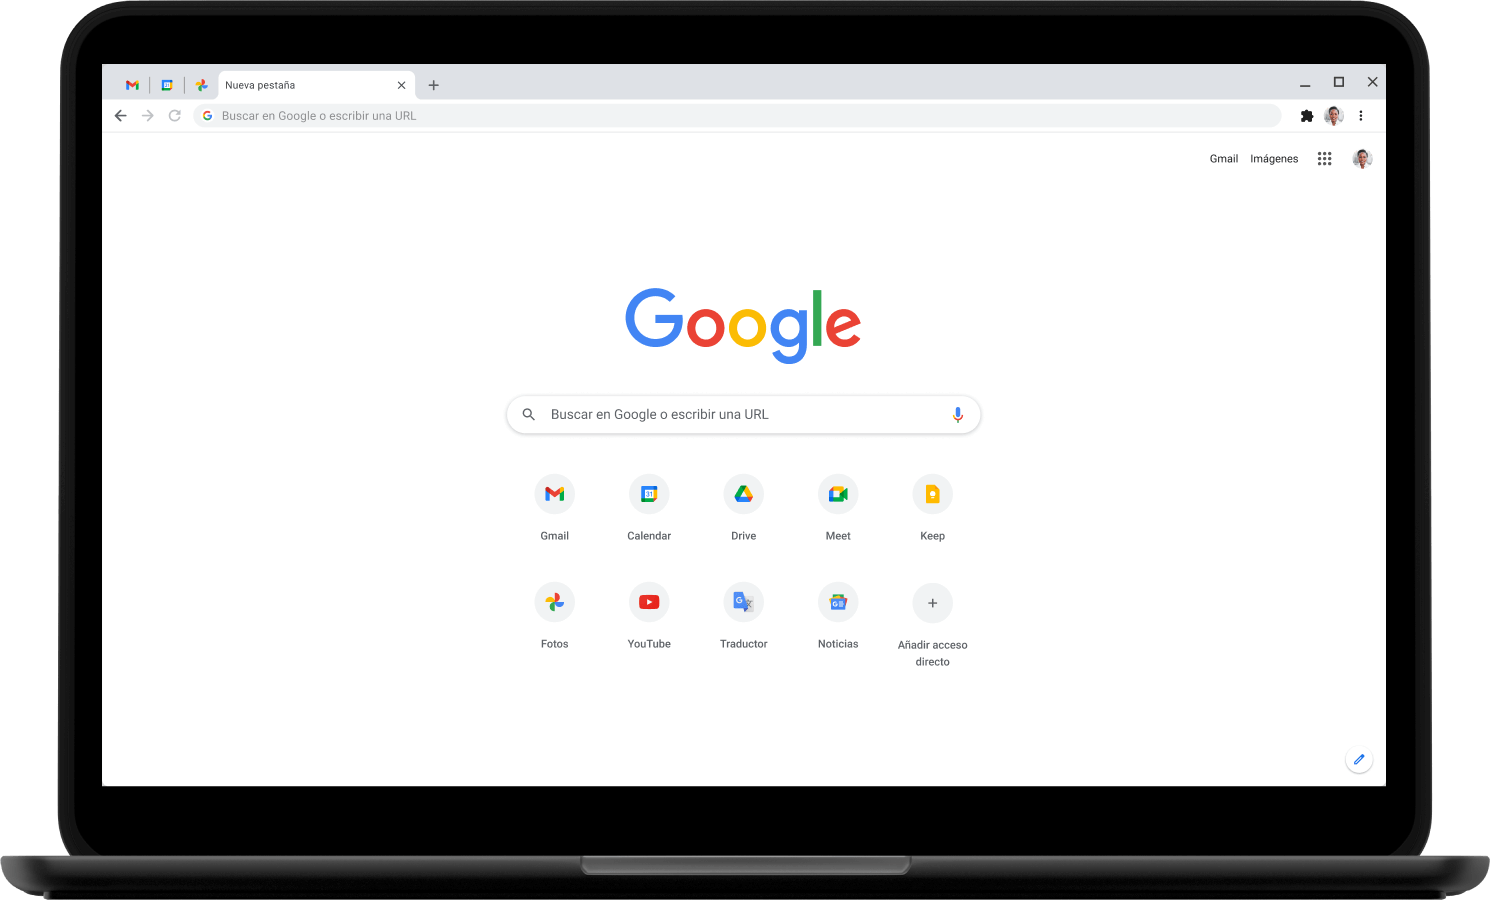 Nueva pestaña
Buscar en Google o escribir una URL
Gmail Imágenes
Google
Buscar en Google o escribir una URL
31
Gmail Calendar Drive Meet Keep
Fotos YouTube Traductor Noticias Añadir acceso
directo